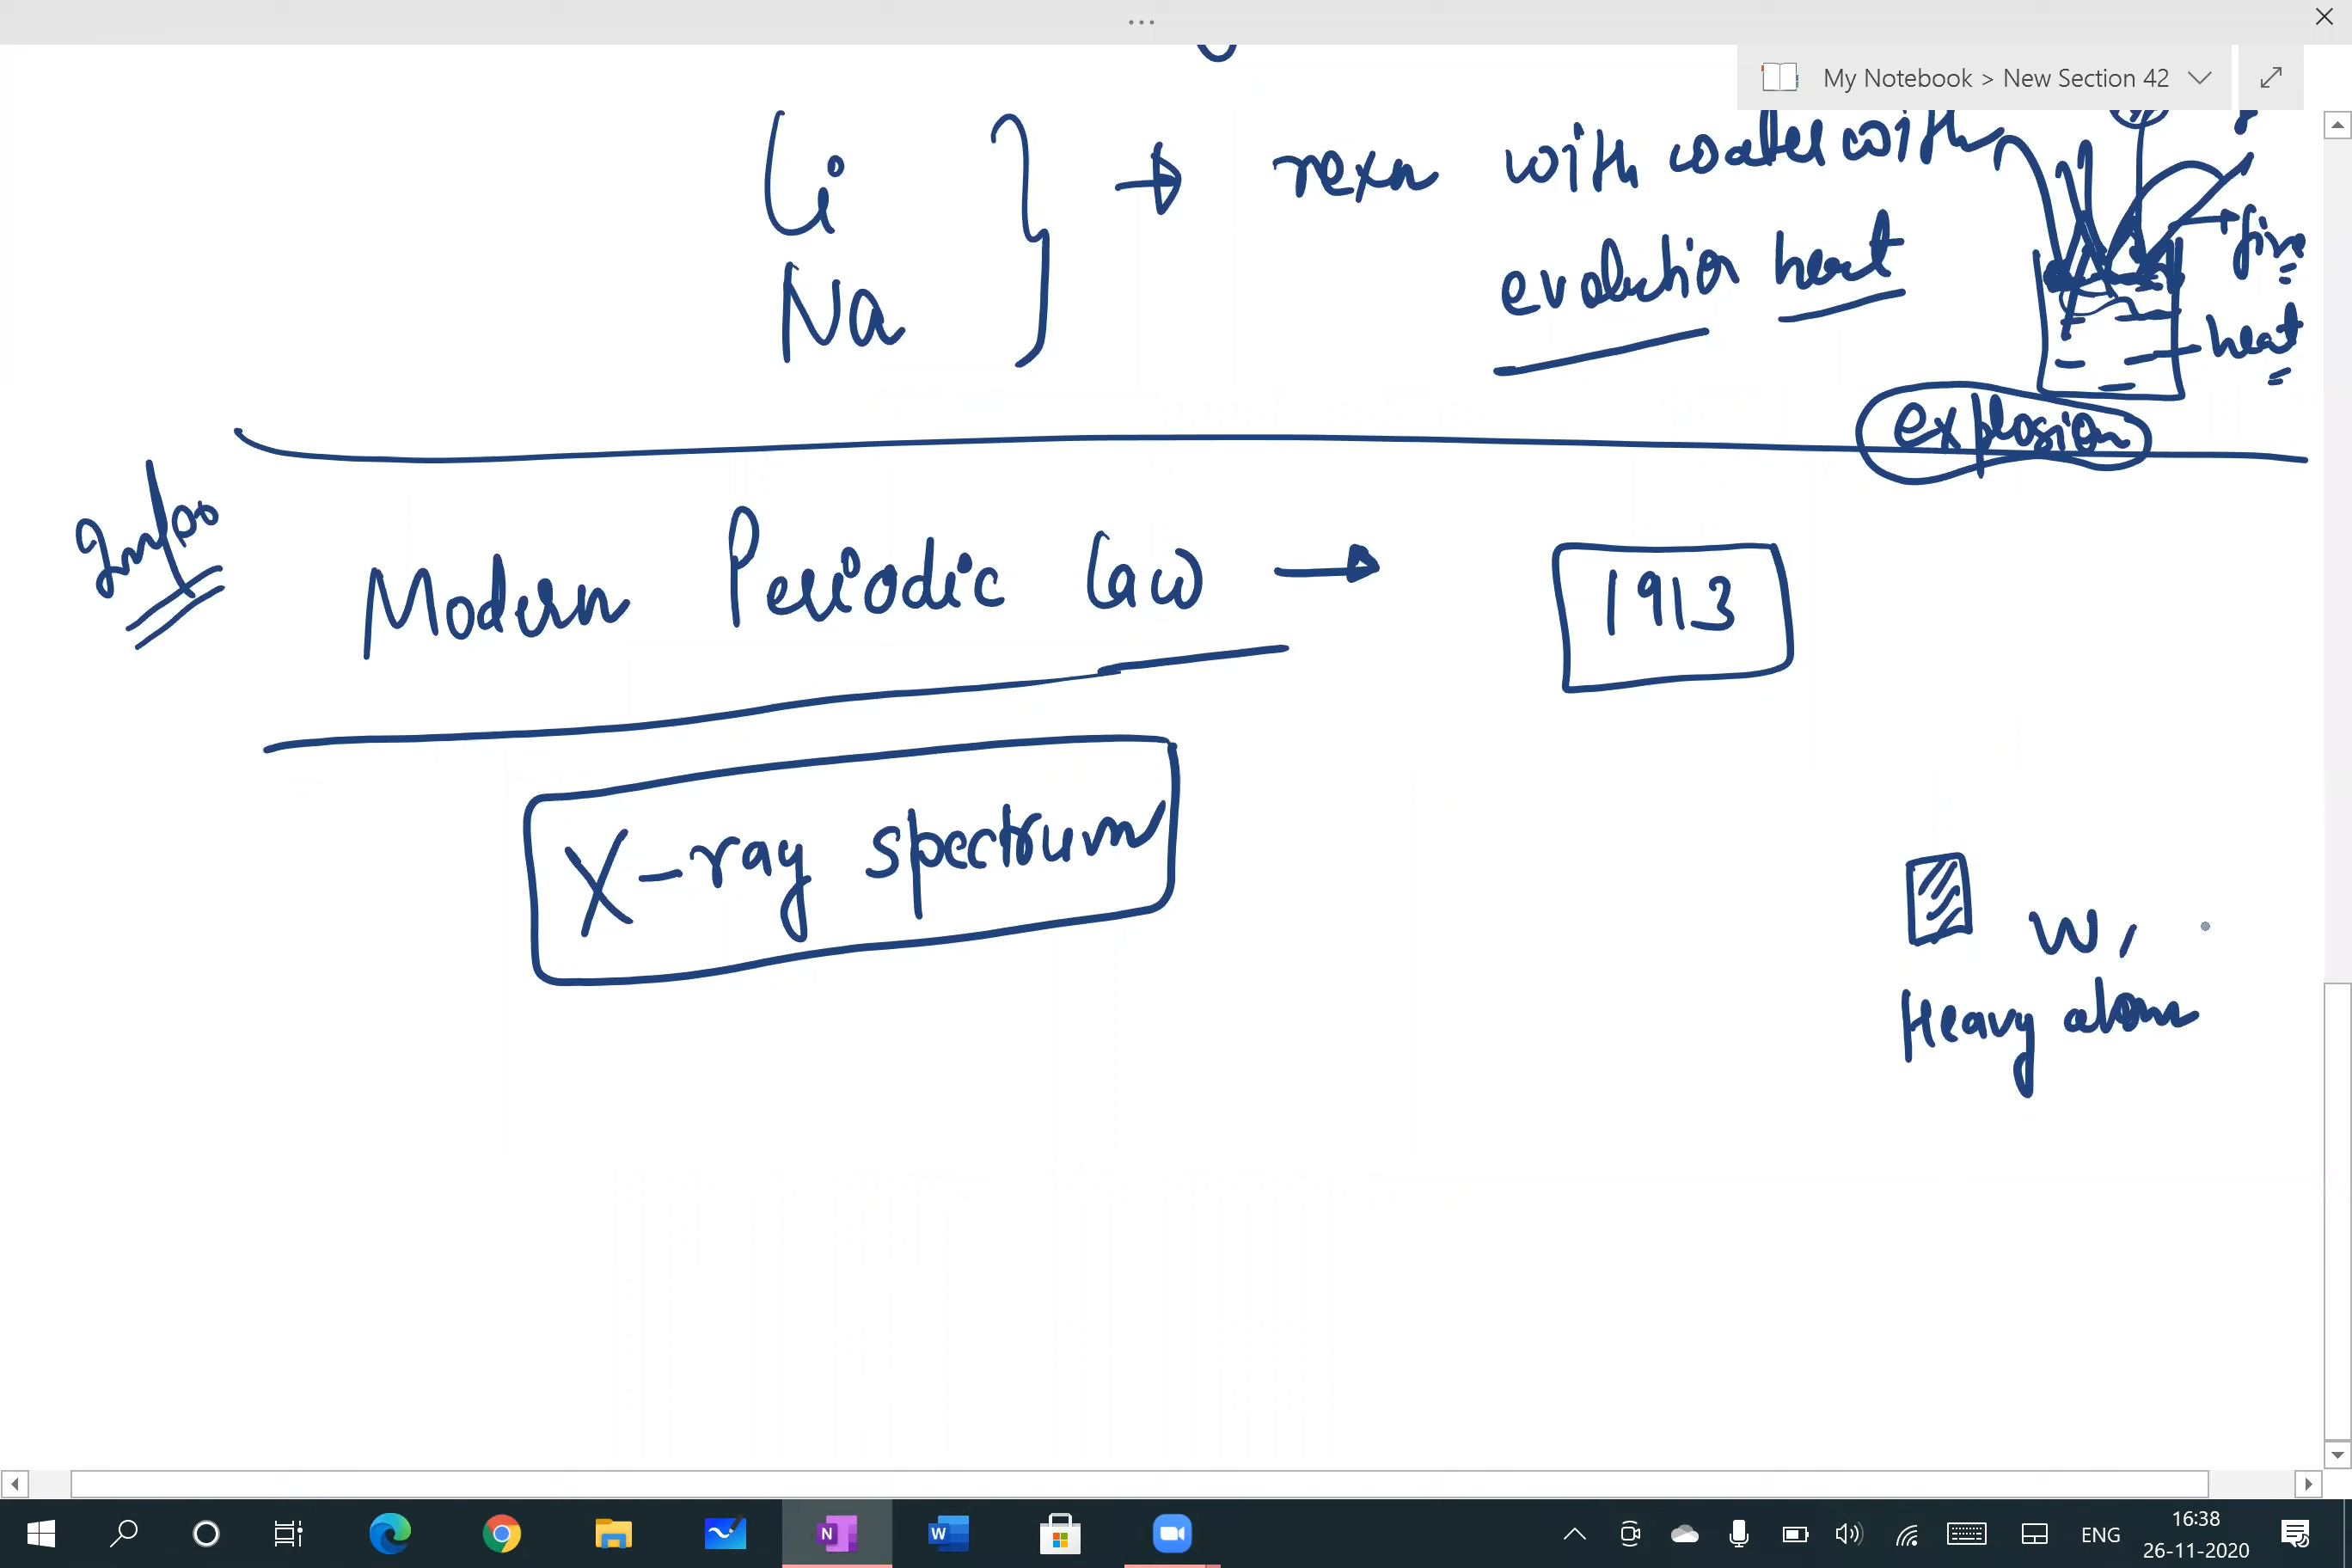 My Notebook > New Section 42
Li
Na
→ rexn with water with
evolution heat
fire
heat
explosion
Imp
Modern Periodic Law → 1913
X-ray spectrum
W,
Heavy atom
N
W
ENG
16:38
26-11-2020